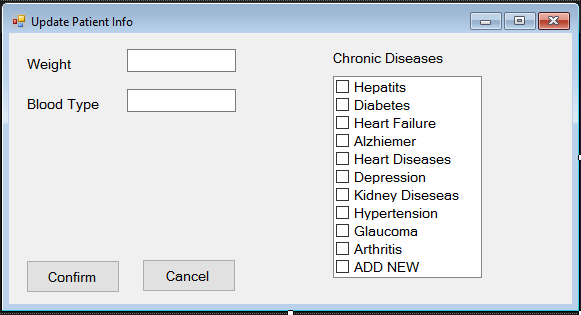 Update Patient Info
Weight
Blood Type
Chronic Diseases
Hepatits
Diabetes
Heart Failure
Alzhiemer
Heart Diseases
Depression
Kidney Diseseas
Hypertension
Glaucoma
Arthritis
ADD NEW
Confirm
Cancel